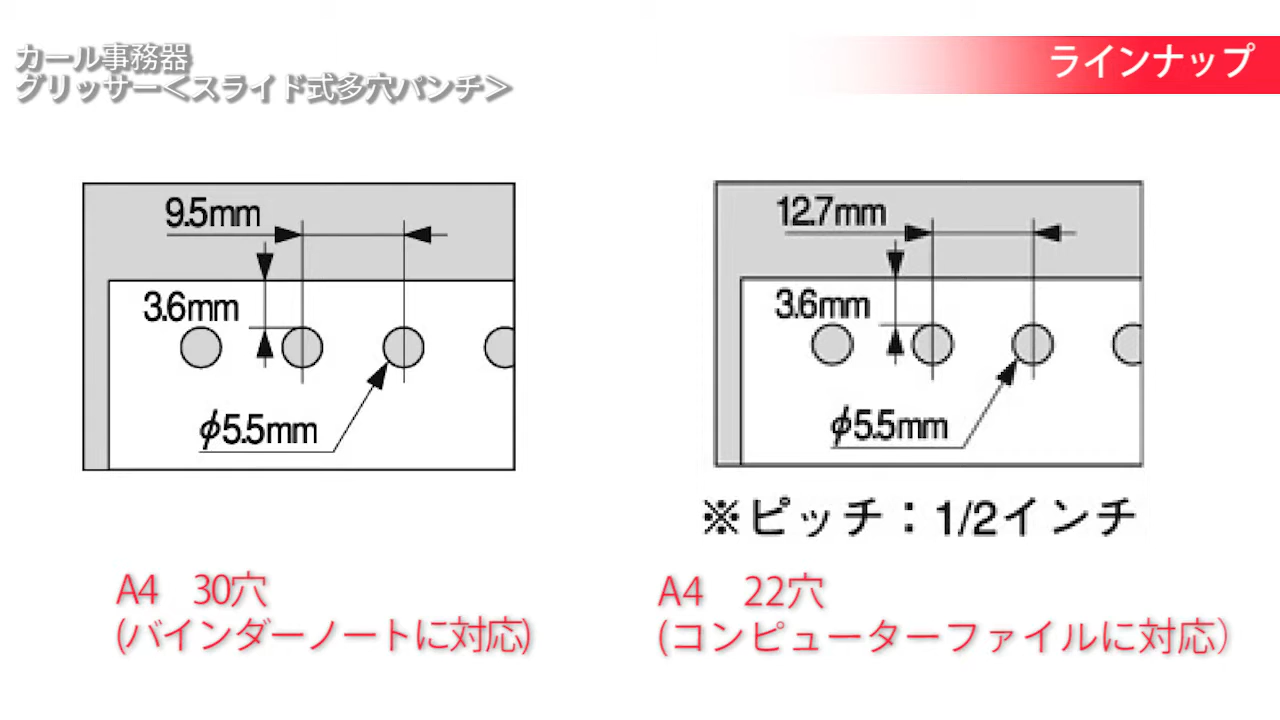 カール事務器
グリッサー＜スライド式多穴パンチ＞
ラインナップ
9.5mm
3.6mm
φ5.5mm
12.7mm
3.6mm
φ5.5mm
※ピッチ：1/2インチ
A4　30穴
(バインダーノートに対応)
A4　22穴
(コンピューターファイルに対応）